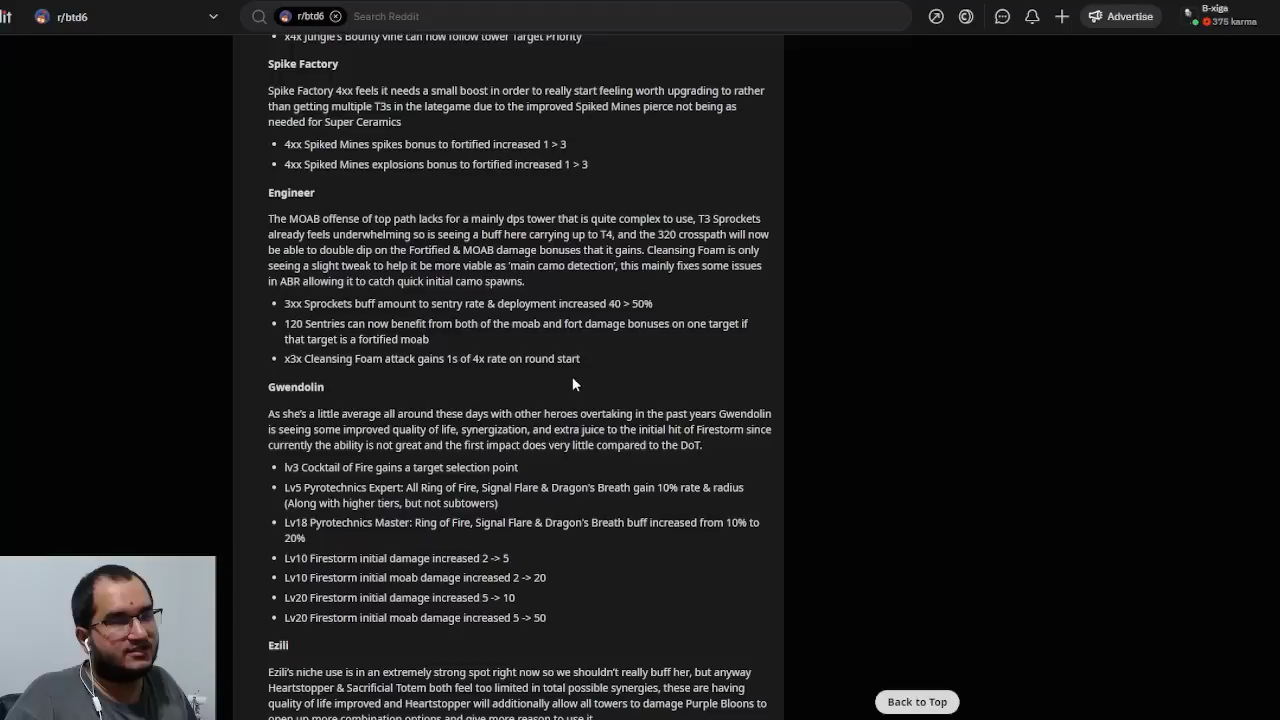 r/btd6
r/btd6
Search Reddit
Advertise
B-xiga
375 karma
x4x Jungle's Bounty vine can now follow tower Target Priority
Spike Factory
Spike Factory 4xx feels it needs a small boost in order to really start feeling worth upgrading to rather
than getting multiple T3s in the lategame due to the improved Spiked Mines pierce not being as
needed for Super Ceramics
• 4xx Spiked Mines spikes bonus to fortified increased 1 > 3
• 4xx Spiked Mines explosions bonus to fortified increased 1 > 3
Engineer
The MOAB offense of top path lacks for a mainly dps tower that is quite complex to use, T3 Sprockets
already feels underwhelming so is seeing a buff here carrying up to T4, and the 320 crosspath will now
be able to double dip on the Fortified & MOAB damage bonuses that it gains. Cleansing Foam is only
seeing a slight tweak to help it be more viable as 'main camo detection', this mainly fixes some issues
in ABR allowing it to catch quick initial camo spawns.
• 3xx Sprockets buff amount to sentry rate & deployment increased 40 > 50%
• 120 Sentries can now benefit from both of the moab and fort damage bonuses on one target if
that target is a fortified moab
• x3x Cleansing Foam attack gains 1s of 4x rate on round start
Gwendolin
As she's a little average all around these days with other heroes overtaking in the past years Gwendolin
is seeing some improved quality of life, synergization, and extra juice to the initial hit of Firestorm since
currently the ability is not great and the first impact does very little compared to the DoT.
• lv3 Cocktail of Fire gains a target selection point
• Lv5 Pyrotechnics Expert: All Ring of Fire, Signal Flare & Dragon's Breath gain 10% rate & radius
(Along with higher tiers, but not subtowers)
• Lv18 Pyrotechnics Master: Ring of Fire, Signal Flare & Dragon's Breath buff increased from 10% to
20%
• Lv10 Firestorm initial damage increased 2 -> 5
• Lv10 Firestorm initial moab damage increased 2 -> 20
• Lv20 Firestorm initial damage increased 5 -> 10
• Lv20 Firestorm initial moab damage increased 5 -> 50
Ezili
Ezili's niche use is in an extremely strong spot right now so we shouldn't really buff her, but anyway
Heartstopper & Sacrificial Totem both feel too limited in total possible synergies, these are having
quality of life improved and Heartstopper will additionally allow all towers to damage Purple Bloons to
open up more combination options and give more reason to use it
Back to Top